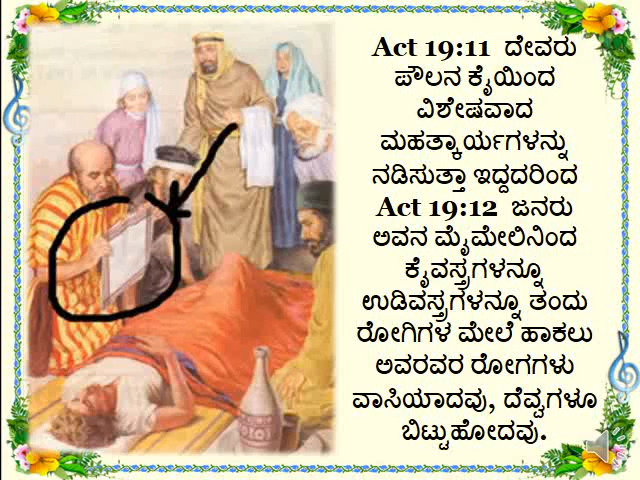 Act 19:11 ದೇವರು
ಪೌಲನ ಕೈಯಿಂದ
ವಿಶೇಷವಾದ
ಮಹತ್ಕಾರ್ಯಗಳನ್ನು
ನಡಿಸುತ್ತಾ ಇದ್ದದರಿಂದ
Act 19:12 ಜನರು
ಅವನ ಮೈಮೇಲಿನಿಂದ
ಕೈವಸ್ತ್ರಗಳನ್ನೂ
ಉಡಿವಸ್ತ್ರಗಳನ್ನೂ ತಂದು
ರೋಗಿಗಳ ಮೇಲೆ ಹಾಕಲು
ಅವರವರ ರೋಗಗಳು
ವಾಸಿಯಾದವು, ದೆವ್ವಗಳೂ
ಬಿಟ್ಟುಹೋದವು.